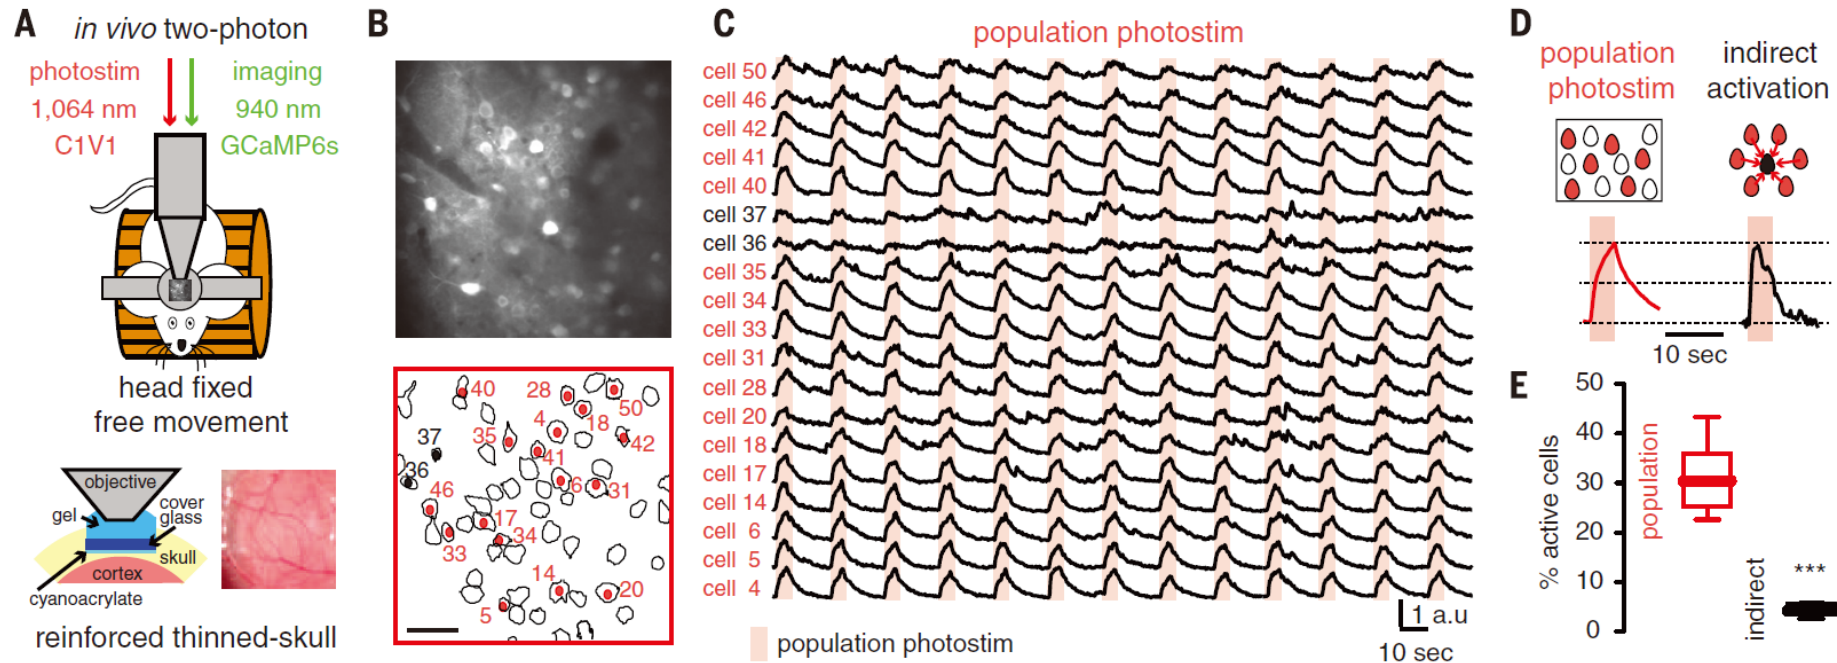 A
in vivo two-photon
photostim
1,064 nm
C1V1
imaging
940 nm
GCaMP6s
head fixed
free movement
objective
gel
cover
glass
skull
cortex
cyanoacrylate
reinforced thinned-skull
B
40
28
50
4
18
37
35
42
41
36
6
31
46
17
34
33
14
20
5
C
population photostim
cell 50
cell 46
cell 42
cell 41
cell 40
cell 37
cell 36
cell 35
cell 34
cell 33
cell 31
cell 28
cell 20
cell 18
cell 17
cell 14
cell 6
cell 5
cell 4
1 a.u
10 sec
population photostim
D
population
photostim
indirect
activation
10 sec
E
% active cells
50
40
30
20
10
0
population
indirect
***